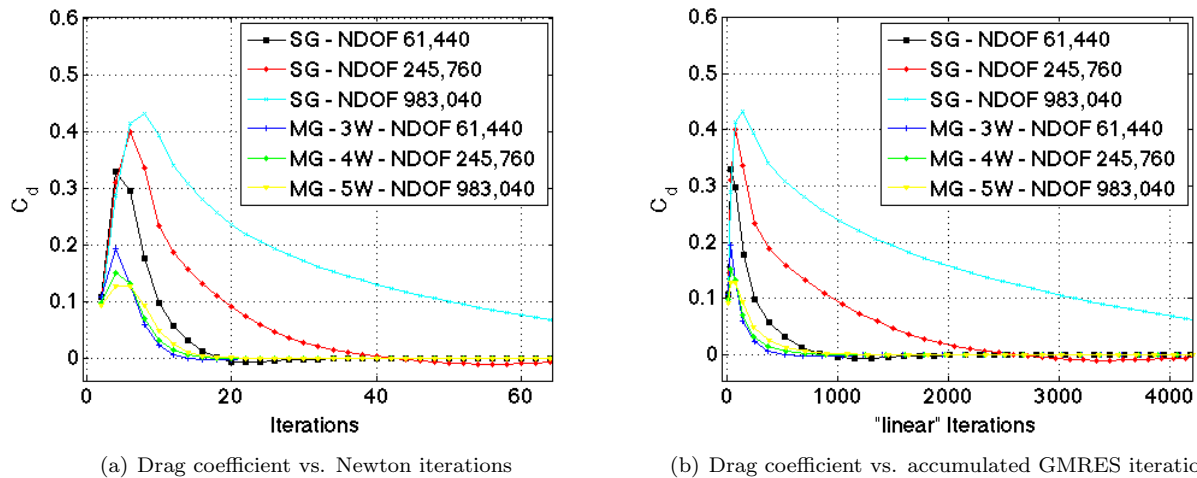 0.6
0.5
0.4
0.3
0.2
0.1
0
C_d
0 20 40 60
Iterations
SG - NDOF 61,440
SG - NDOF 245,760
SG - NDOF 983,040
MG - 3W - NDOF 61,440
MG - 4W - NDOF 245,760
MG - 5W - NDOF 983,040
(a) Drag coefficient vs. Newton iterations
0.6
0.5
0.4
0.3
0.2
0.1
0
C_d
0 1000 2000 3000 4000
"linear" Iterations
SG - NDOF 61,440
SG - NDOF 245,760
SG - NDOF 983,040
MG - 3W - NDOF 61,440
MG - 4W - NDOF 245,760
MG - 5W - NDOF 983,040
(b) Drag coefficient vs. accumulated GMRES iteratio